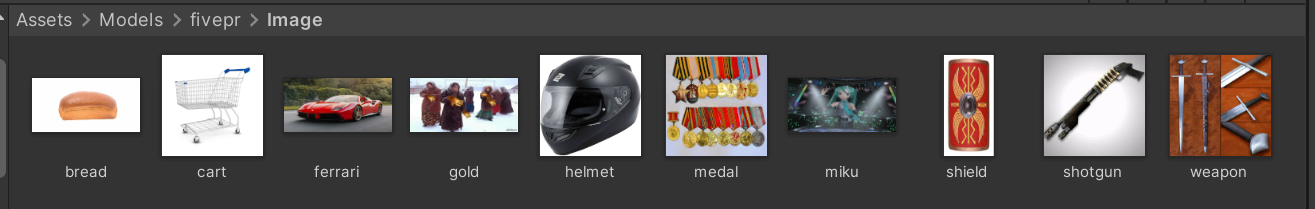 Assets > Models > fivepr > Image
bread cart ferrari gold helmet medal miku shield shotgun weapon